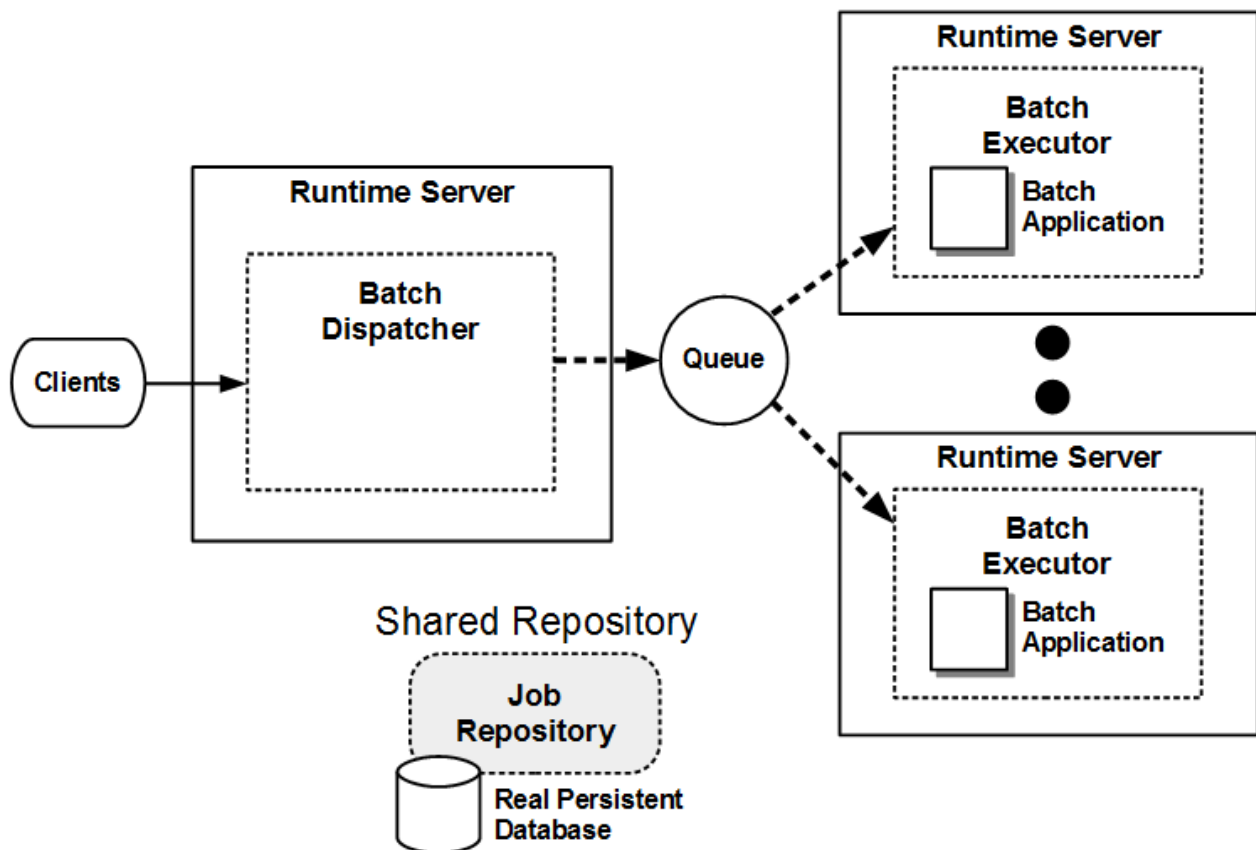 Clients
Runtime Server
Batch
Dispatcher
Queue
Runtime Server
Batch
Executor
Batch
Application
Runtime Server
Batch
Executor
Batch
Application
Shared Repository
Job
Repository
Real Persistent
Database